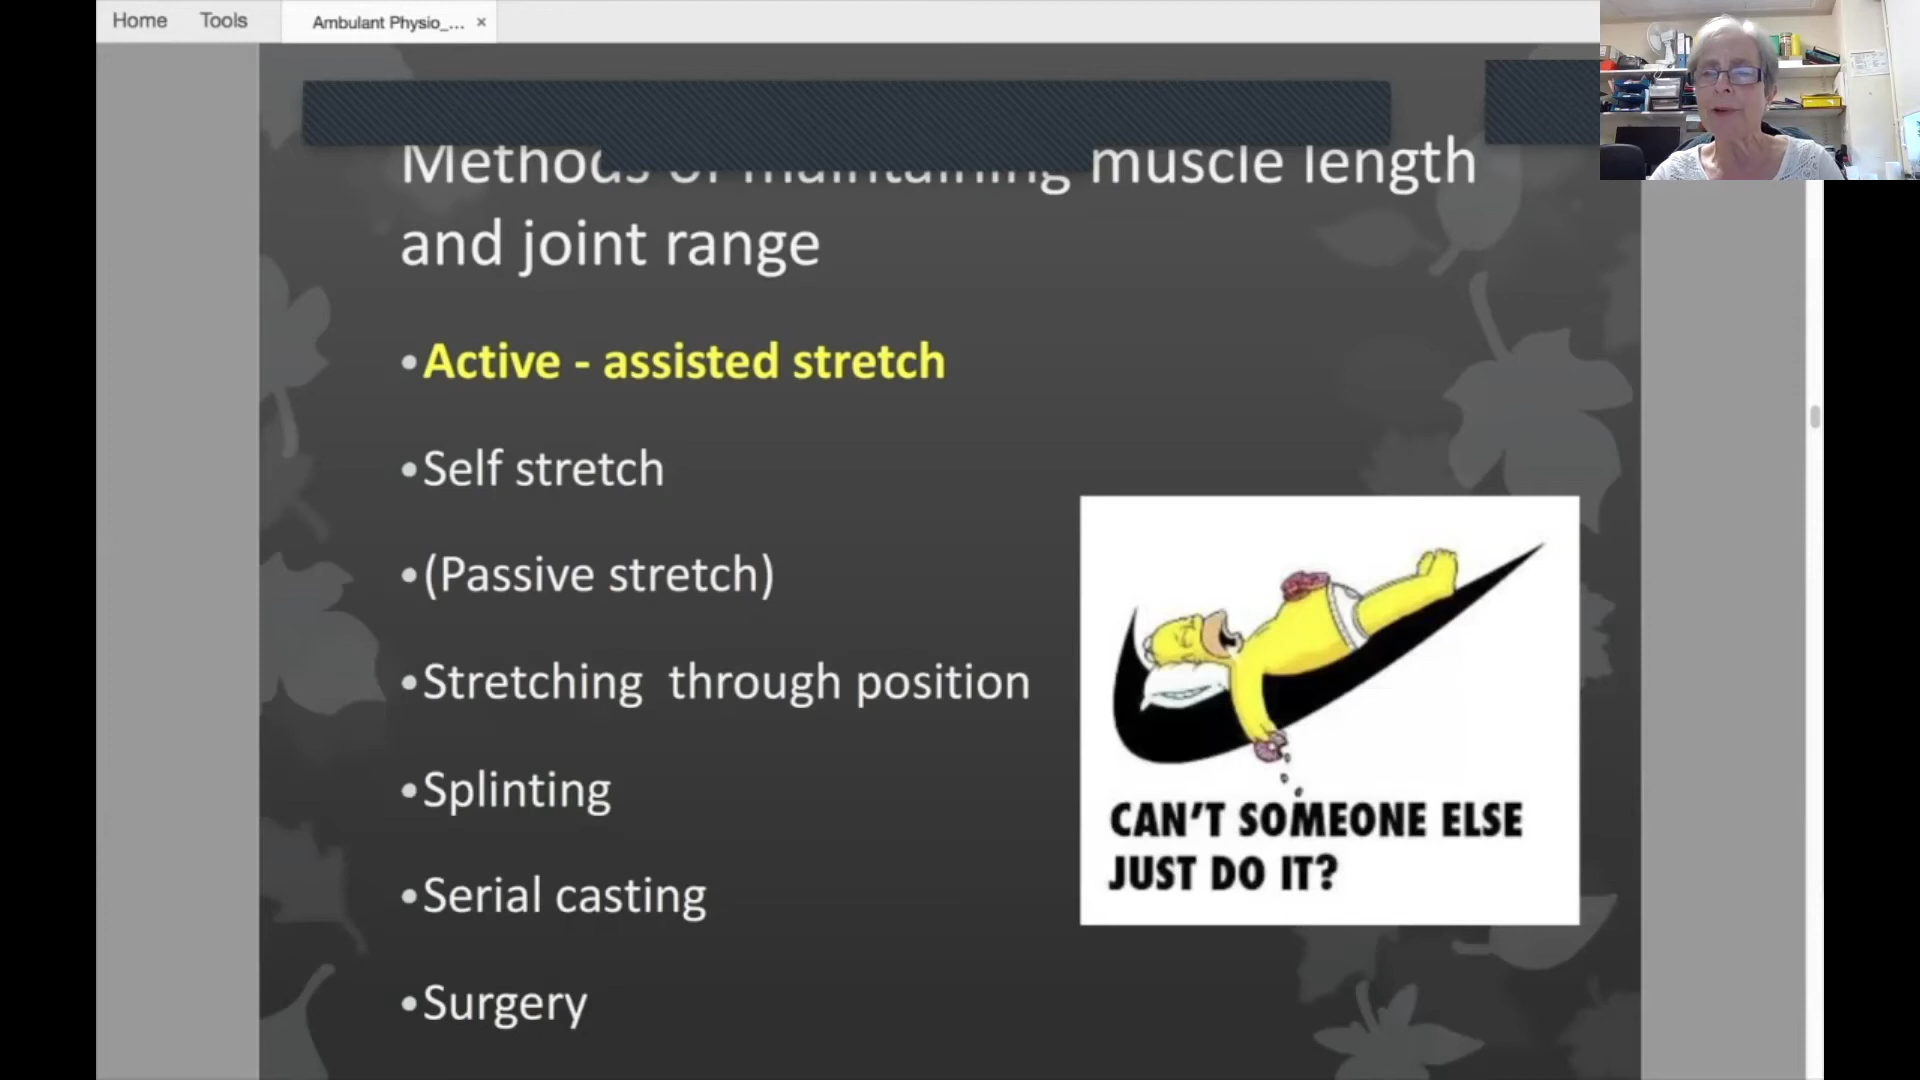 Home Tools Ambulant Physio_... ×
Methods of maintaining muscle length
and joint range
•Active - assisted stretch
•Self stretch
•(Passive stretch)
•Stretching through position
•Splinting
•Serial casting
•Surgery
CAN'T SOMEONE ELSE
JUST DO IT?